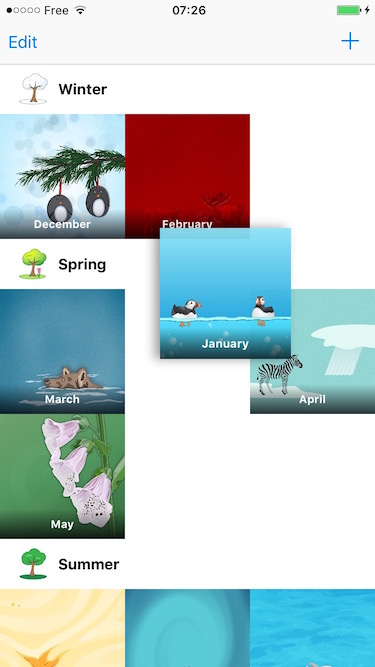 Free 07:26
Edit
Winter
December February
Spring
January
March April
May
Summer